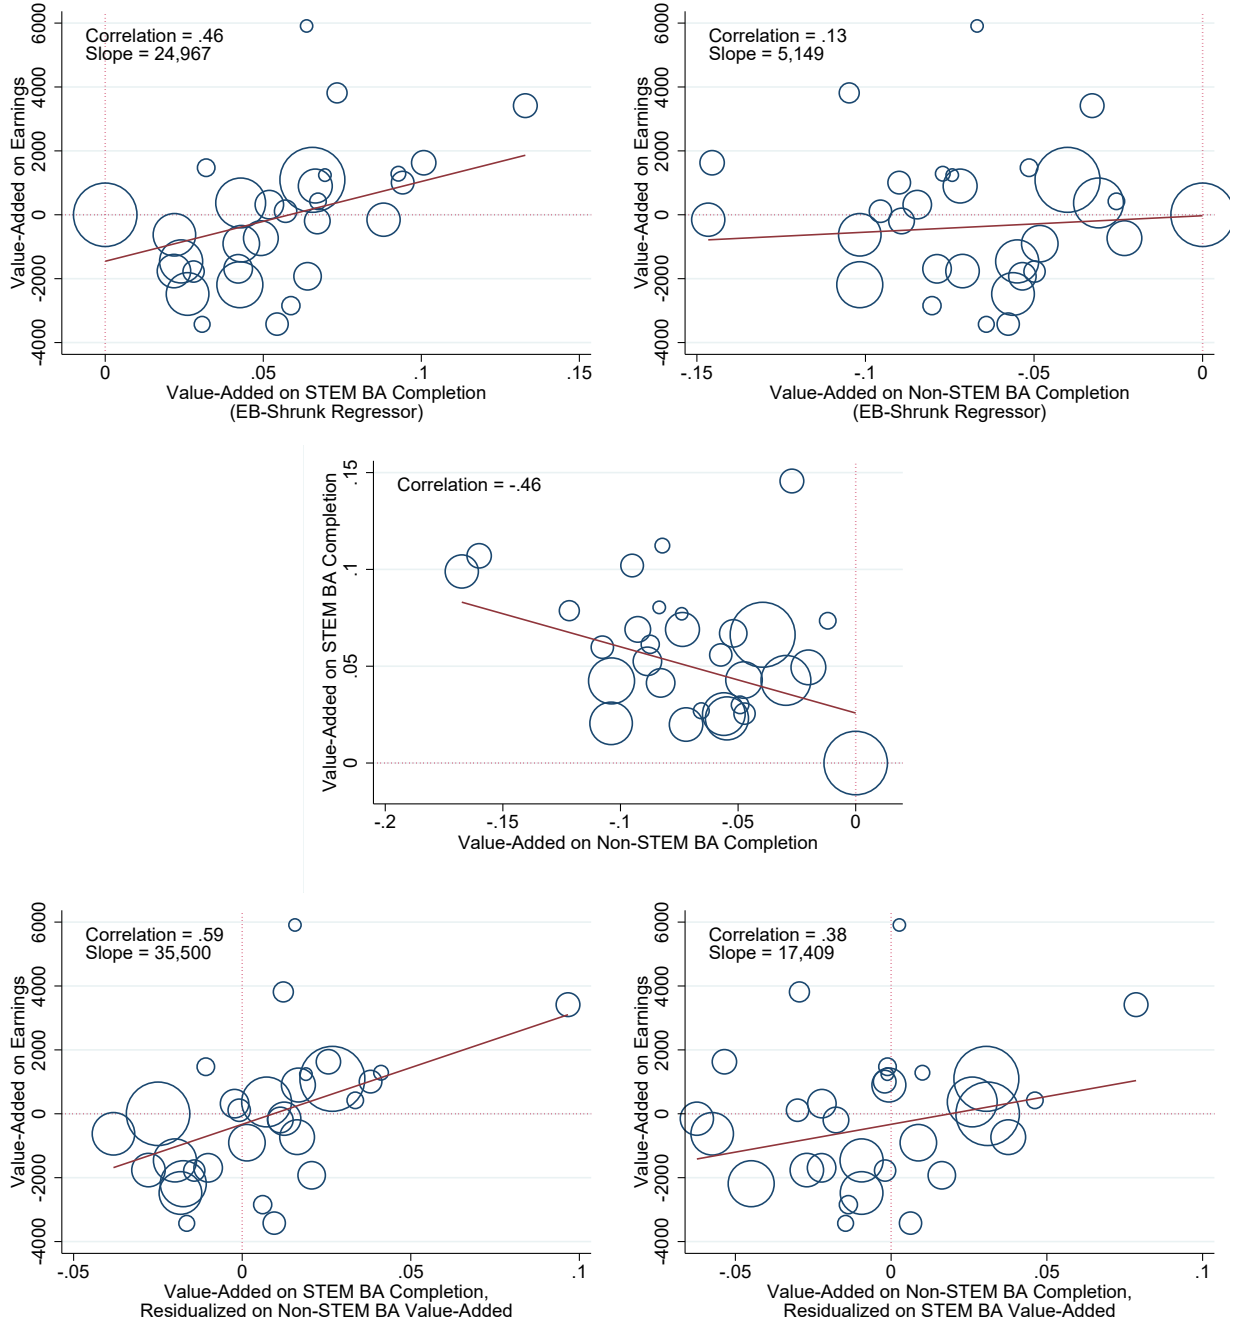 Correlation = .46
Slope = 24,967
Value-Added on Earnings
6000
4000
2000
0
-2000
-4000
0
.05
.1
.15
Value-Added on STEM BA Completion
(EB-Shrunk Regressor)
Correlation = .13
Slope = 5,149
Value-Added on Earnings
6000
4000
2000
0
-2000
-4000
-.15
-.1
-.05
0
Value-Added on Non-STEM BA Completion
(EB-Shrunk Regressor)
Correlation = -.46
Value-Added on STEM BA Completion
.15
.1
.05
0
-.2
-.15
-.1
-.05
0
Value-Added on Non-STEM BA Completion
Correlation = .59
Slope = 35,500
Value-Added on Earnings
6000
4000
2000
0
-2000
-4000
-.05
0
.05
.1
Value-Added on STEM BA Completion,
Residualized on Non-STEM BA Value-Added
Correlation = .38
Slope = 17,409
Value-Added on Earnings
6000
4000
2000
0
-2000
-4000
-.05
0
.05
.1
Value-Added on Non-STEM BA Completion,
Residualized on STEM BA Value-Added